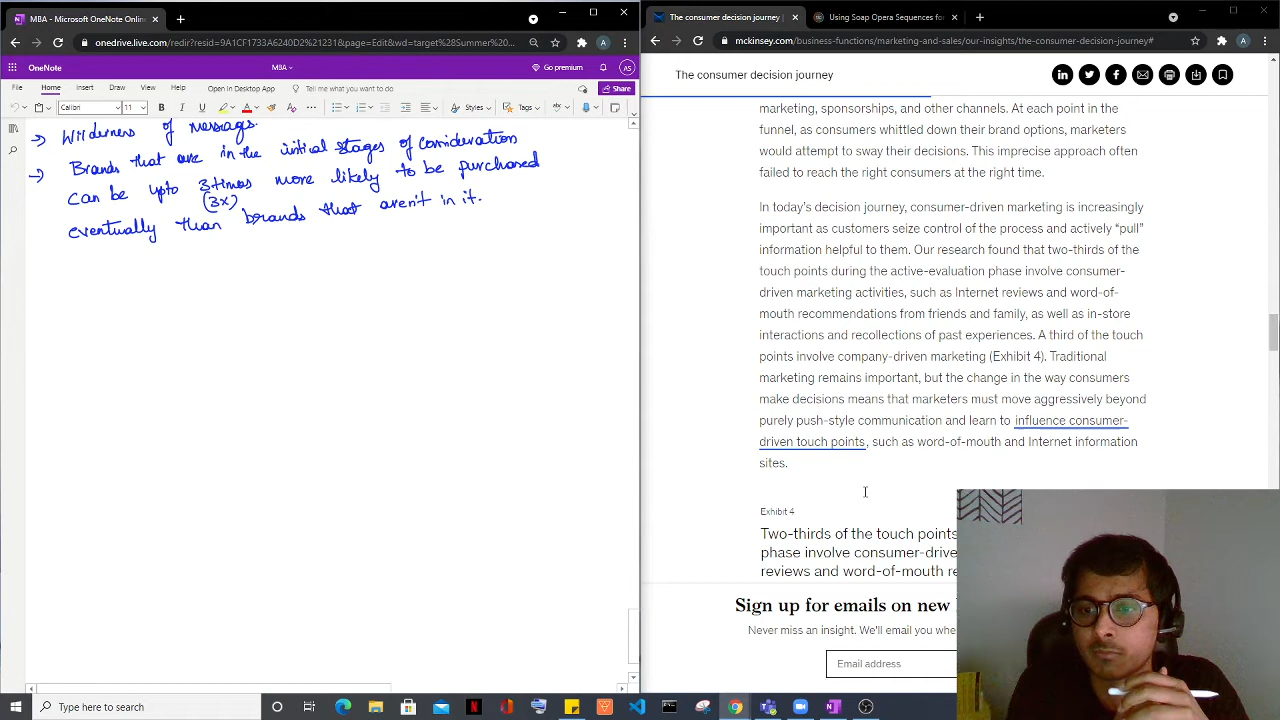 MBA - Microsoft OneNote Online
onedrive.live.com/redir?resid=9A1CF1733A6240D2%21231&page=Edit&wd=target%28Summer%2...
OneNote
MBA
Go premium
AS
File
Home
Insert
Draw
View
Help
Open In Desktop App
Tell me what you want to do
Share
Calibri
11
B
I
U
A
Styles
Tags
abc
→ Wilderness of messages.
→ Brands that are in the initial stages of consideration
can be upto 3 times more likely to be purchased
(3x)
eventually than brands that aren't in it.
The consumer decision journey
Using Soap Opera Sequences for
mckinsey.com/business-functions/marketing-and-sales/our-insights/the-consumer-decision-journey#
A
The consumer decision journey
marketing, sponsorships, and other channels. At each point in the
funnel, as consumers whittled down their brand options, marketers
would attempt to sway their decisions. This imprecise approach often
failed to reach the right consumers at the right time.
In today's decision journey, consumer-driven marketing is increasingly
important as customers seize control of the process and actively “pull”
information helpful to them. Our research found that two-thirds of the
touch points during the active-evaluation phase involve consumer-
driven marketing activities, such as Internet reviews and word-of-
mouth recommendations from friends and family, as well as in-store
interactions and recollections of past experiences. A third of the touch
points involve company-driven marketing (Exhibit 4). Traditional
marketing remains important, but the change in the way consumers
make decisions means that marketers must move aggressively beyond
purely push-style communication and learn to influence consumer-
driven touch points, such as word-of-mouth and Internet information
sites.
Exhibit 4
Two-thirds of the touch points
phase involve consumer-drive
reviews and word-of-mouth re
Sign up for emails on new
Never miss an insight. We'll email you whe
Email address
Type here to search